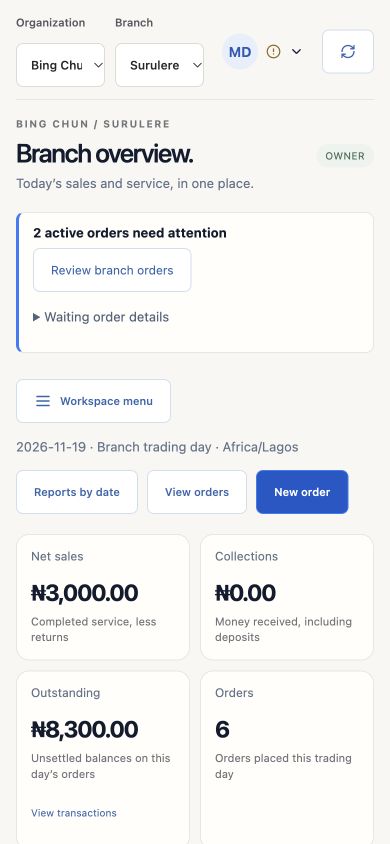 Organization
Branch
Bing Chu
Surulere
MD
BING CHUN / SURULERE
Branch overview.
OWNER
Today's sales and service, in one place.
2 active orders need attention
Review branch orders
Waiting order details
Workspace menu
2026-11-19 · Branch trading day · Africa/Lagos
Reports by date
View orders
New order
Net sales
₦3,000.00
Completed service, less
returns
Collections
₦0.00
Money received, including
deposits
Outstanding
₦8,300.00
Unsettled balances on this
day's orders
View transactions
Orders
6
Orders placed this trading
day